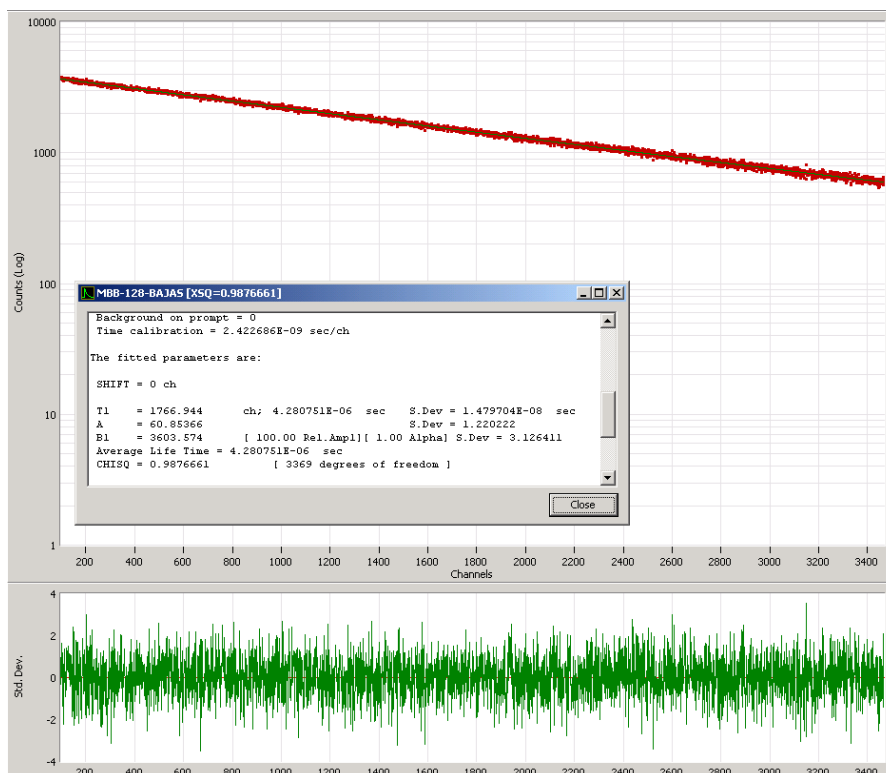 10000
1000
100
10
1
Counts (Log)
200 400 600 800 1000 1200 1400 1600 1800 2000 2200 2400 2600 2800 3000 3200 3400
Channels
MBB-128-BAJAS [XSQ=0.9876661]
Background on prompt = 0
Time calibration = 2.422686E-09 sec/ch
The fitted parameters are:
SHIFT = 0 ch
T1 = 1766.944 ch; 4.280751E-06 sec S.Dev = 1.479704E-08 sec
A = 60.85366 S.Dev = 1.220222
B1 = 3603.574 [ 100.00 Rel.Ampl][ 1.00 Alpha] S.Dev = 3.126411
Average Life Time = 4.280751E-06 sec
CHISQ = 0.9876661 [ 3369 degrees of freedom ]
Close
4
2
0
-2
-4
Std. Dev.
200 400 600 800 1000 1200 1400 1600 1800 2000 2200 2400 2600 2800 3000 3200 3400